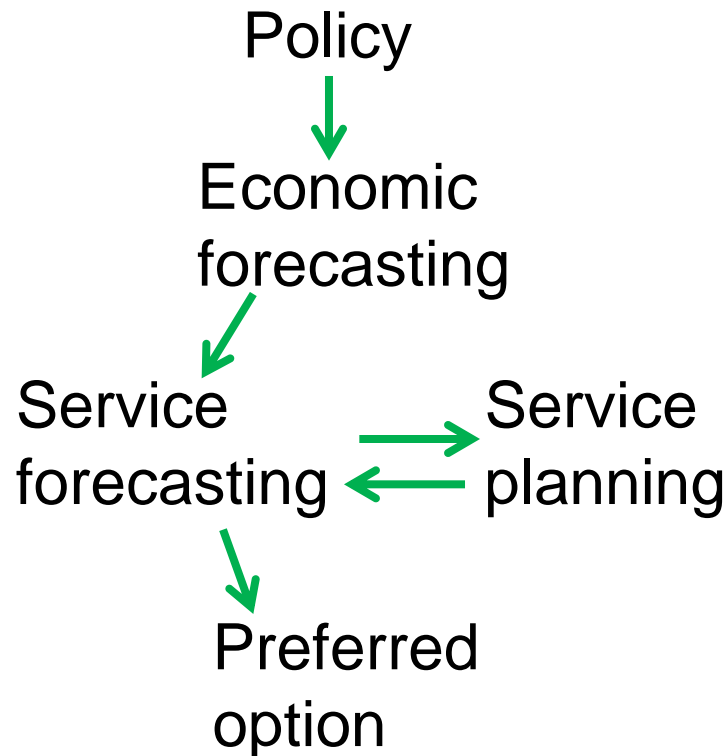 Policy
Economic
forecasting
Service
forecasting
Service
planning
Preferred
option